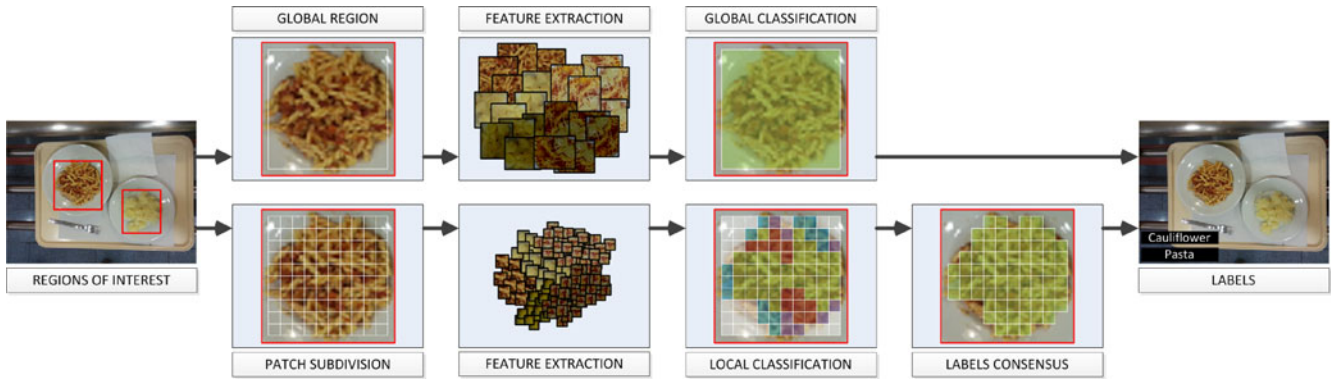 GLOBAL REGION
FEATURE EXTRACTION
GLOBAL CLASSIFICATION
REGIONS OF INTEREST
Cauliflower
Pasta
LABELS
PATCH SUBDIVISION
FEATURE EXTRACTION
LOCAL CLASSIFICATION
LABELS CONSENSUS